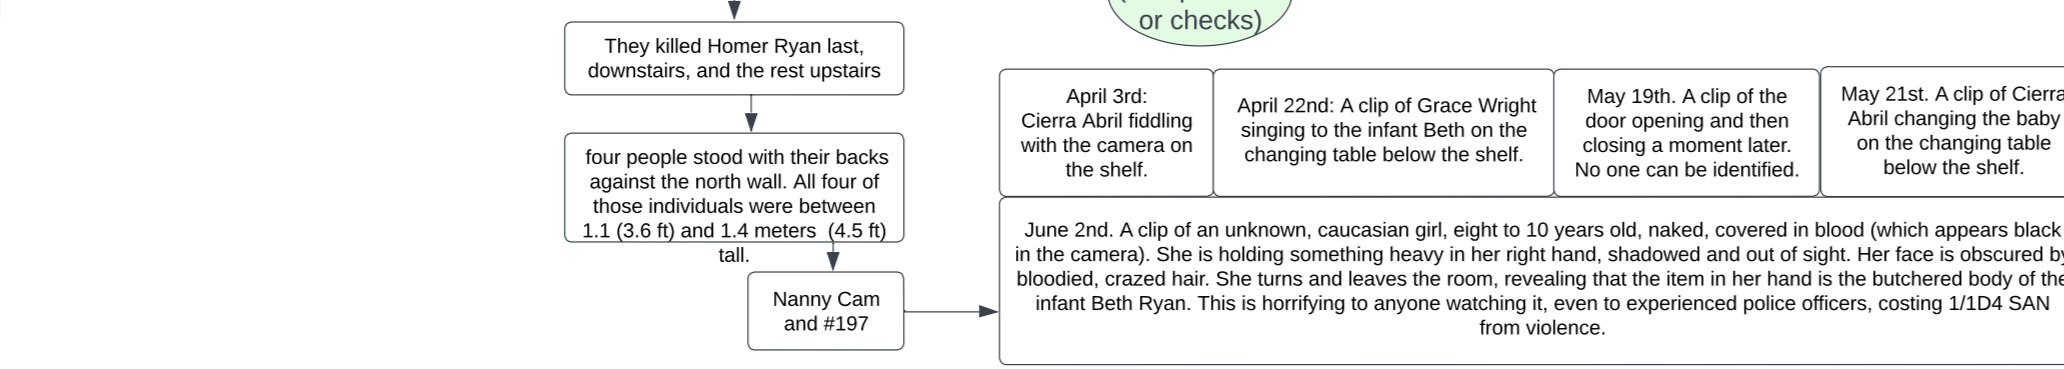 or checks)
They killed Homer Ryan last,
downstairs, and the rest upstairs
four people stood with their backs
against the north wall. All four of
those individuals were between
1.1 (3.6 ft) and 1.4 meters  (4.5 ft)
tall.
Nanny Cam
and #197
April 3rd:
Cierra Abril fiddling
with the camera on
the shelf.
April 22nd: A clip of Grace Wright
singing to the infant Beth on the
changing table below the shelf.
May 19th. A clip of the
door opening and then
closing a moment later.
No one can be identified.
May 21st. A clip of Cierra
Abril changing the baby
on the changing table
below the shelf.
June 2nd. A clip of an unknown, caucasian girl, eight to 10 years old, naked, covered in blood (which appears black
in the camera). She is holding something heavy in her right hand, shadowed and out of sight. Her face is obscured by
bloodied, crazed hair. She turns and leaves the room, revealing that the item in her hand is the butchered body of the
infant Beth Ryan. This is horrifying to anyone watching it, even to experienced police officers, costing 1/1D4 SAN
from violence.